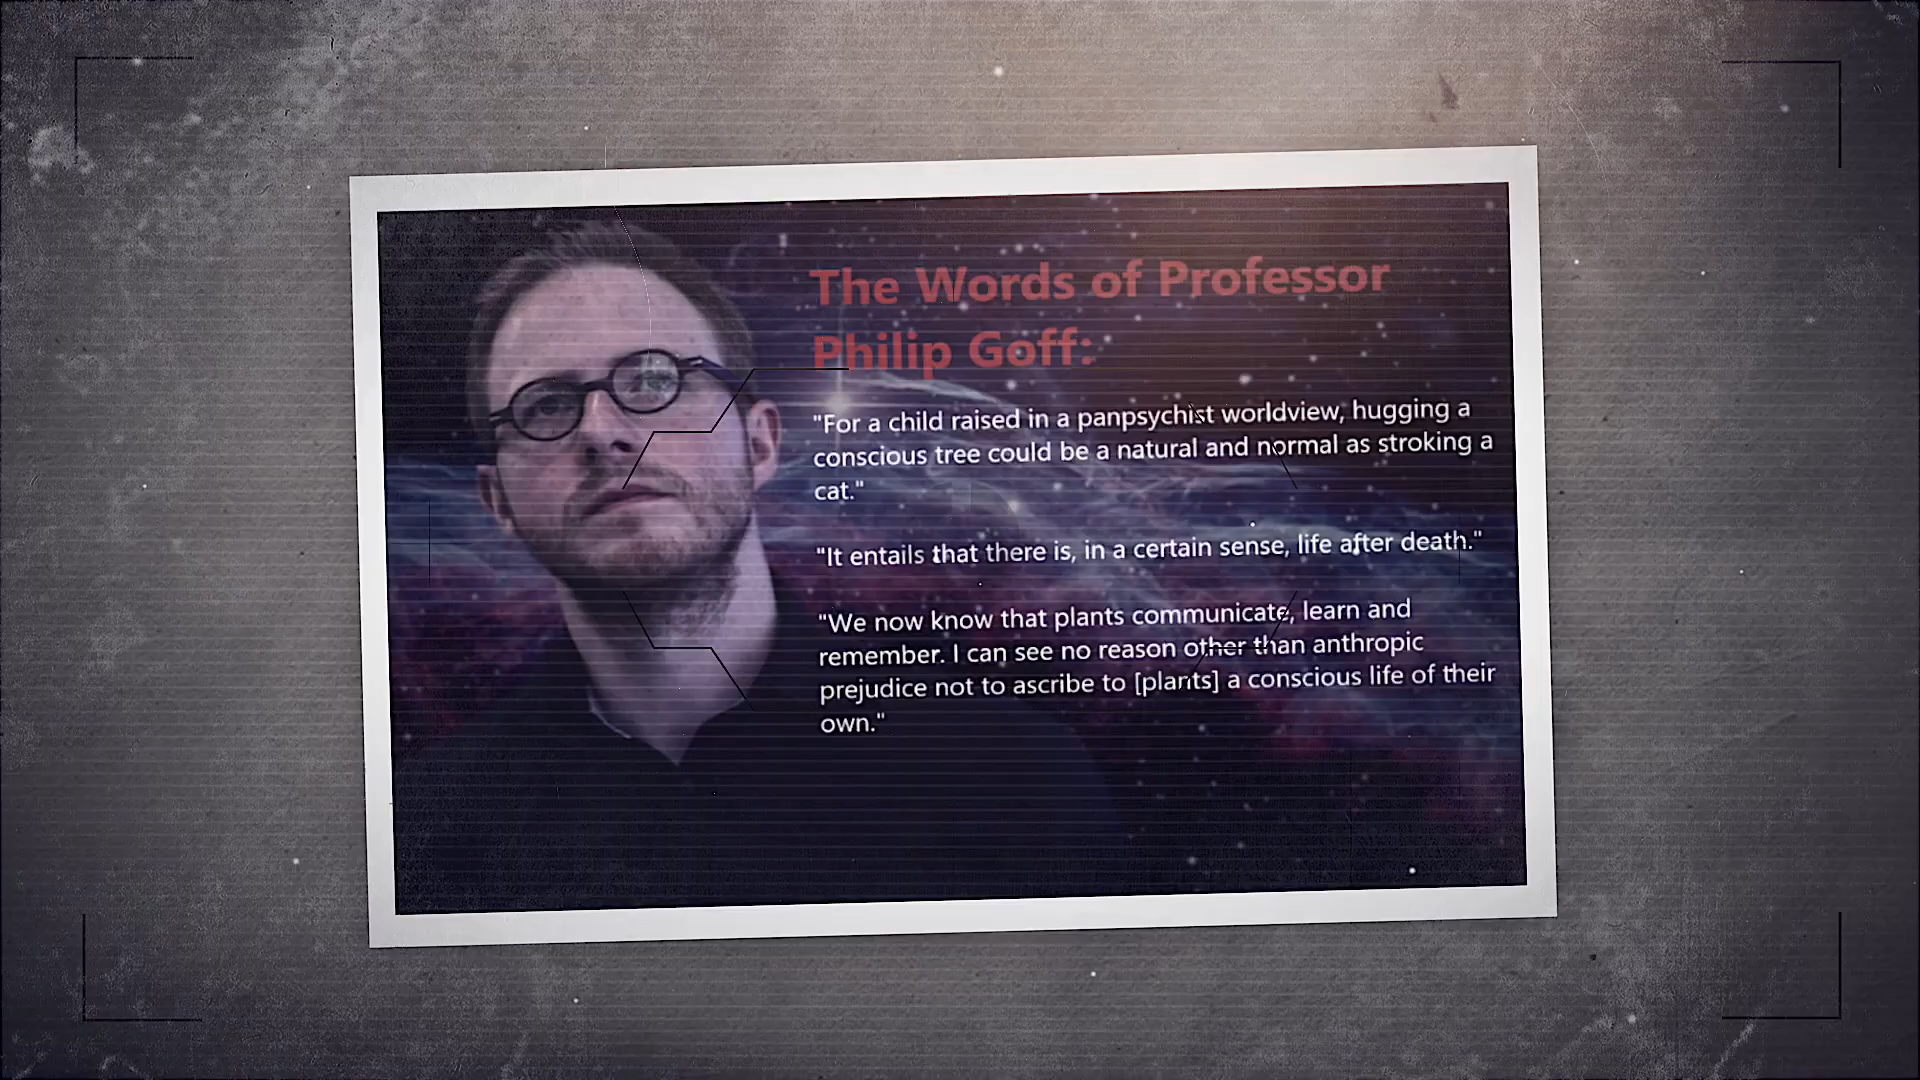 The Words of Professor
Philip Goff:
"For a child raised in a panpsychist worldview, hugging a
conscious tree could be a natural and normal as stroking a
cat."
"It entails that there is, in a certain sense, life after death."
"We now know that plants communicate, learn and
remember. I can see no reason other than anthropic
prejudice not to ascribe to [plants] a conscious life of their
own."